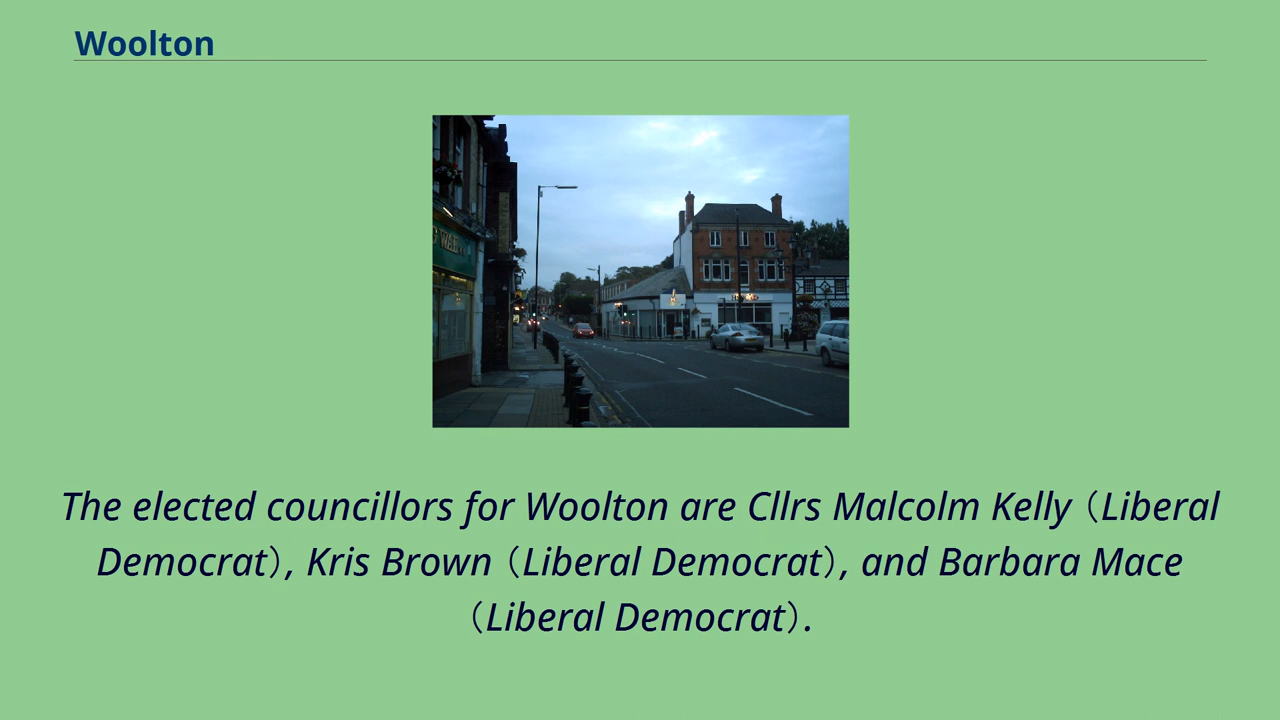 Woolton
The elected councillors for Woolton are Cllrs Malcolm Kelly (Liberal
Democrat), Kris Brown (Liberal Democrat), and Barbara Mace
(Liberal Democrat).